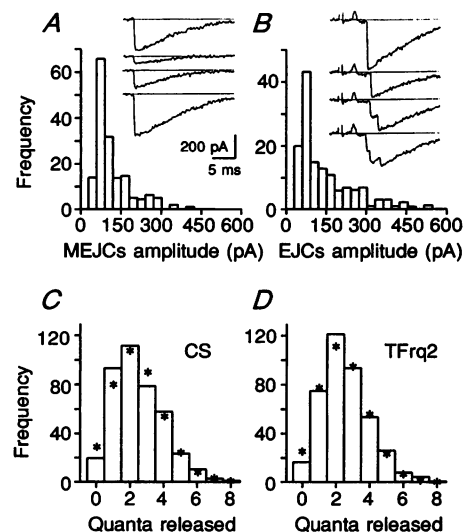 A
B
Frequency
60
40
20
0
200 pA
5 ms
40
20
0
0 150 300 450 600
MEJCs amplitude (pA)
0 150 300 450 600
EJCs amplitude (pA)
C
D
Frequency
120
80
40
0
CS
120
80
40
0
TFrq2
0 2 4 6 8
Quanta released
0 2 4 6 8
Quanta released